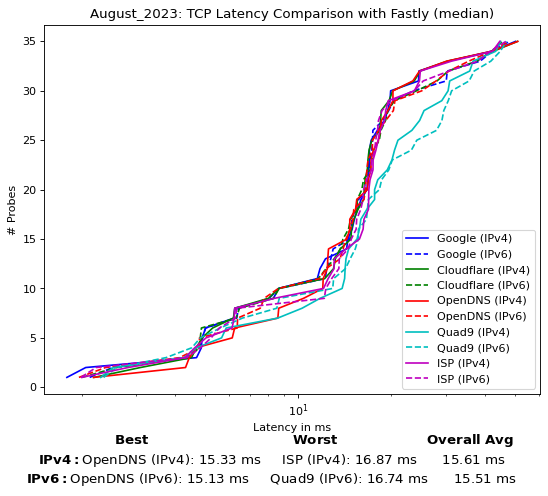 August_2023: TCP Latency Comparison with Fastly (median)
35
30
25
20
15
10
5
0
# Probes
Google (IPv4)
Google (IPv6)
Cloudflare (IPv4)
Cloudflare (IPv6)
OpenDNS (IPv4)
OpenDNS (IPv6)
Quad9 (IPv4)
Quad9 (IPv6)
ISP (IPv4)
ISP (IPv6)
10¹
Latency in ms
Best Worst Overall Avg
IPv4: OpenDNS (IPv4): 15.33 ms ISP (IPv4): 16.87 ms 15.61 ms
IPv6: OpenDNS (IPv6): 15.13 ms Quad9 (IPv6): 16.74 ms 15.51 ms